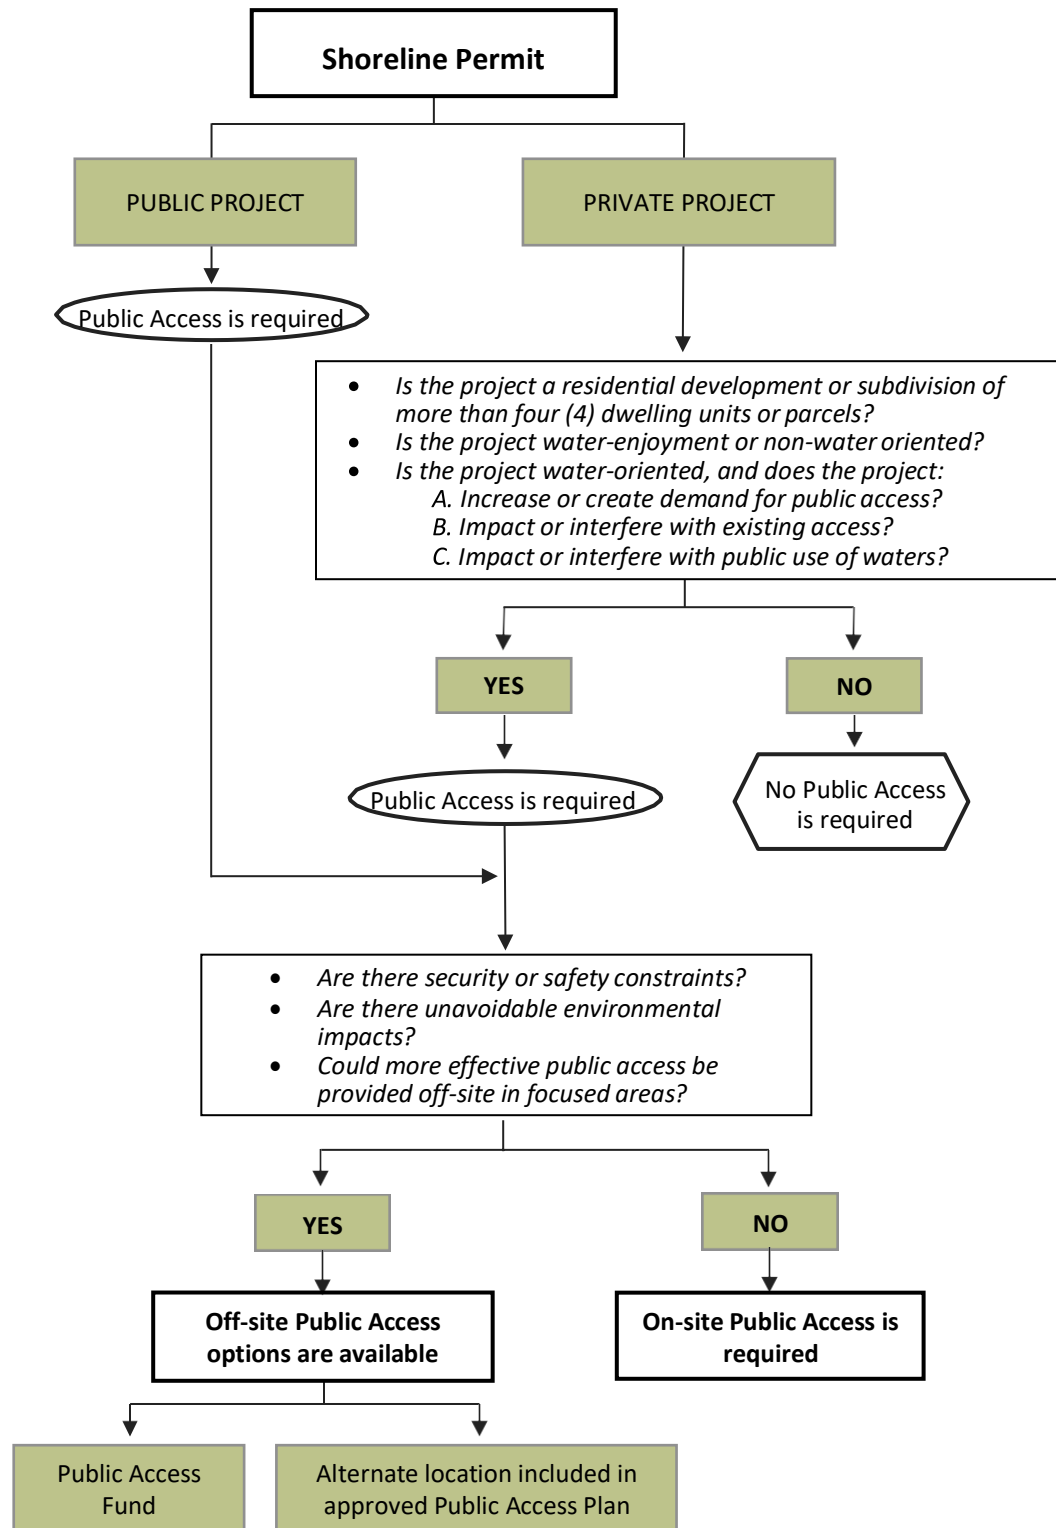 Shoreline Permit
PUBLIC PROJECT
PRIVATE PROJECT
Public Access is required
• Is the project a residential development or subdivision of
more than four (4) dwelling units or parcels?
• Is the project water-enjoyment or non-water oriented?
• Is the project water-oriented, and does the project:
A. Increase or create demand for public access?
B. Impact or interfere with existing access?
C. Impact or interfere with public use of waters?
YES
NO
Public Access is required
No Public Access
is required
• Are there security or safety constraints?
• Are there unavoidable environmental
impacts?
• Could more effective public access be
provided off-site in focused areas?
YES
NO
Off-site Public Access
options are available
On-site Public Access is
required
Public Access
Fund
Alternate location included in
approved Public Access Plan